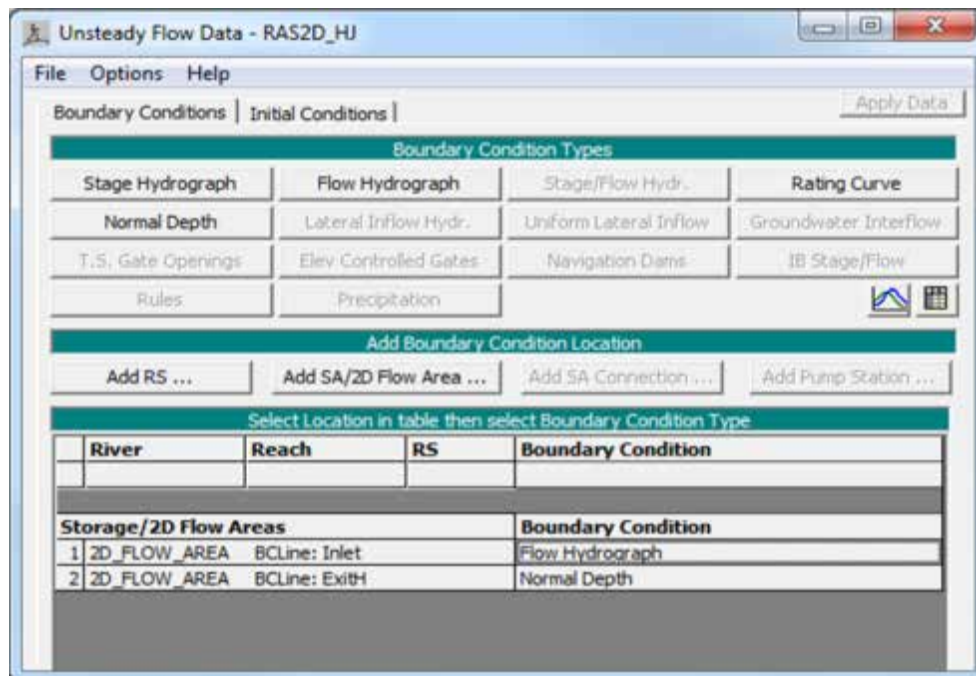 Unsteady Flow Data - RAS2D_HJ
File Options Help
Boundary Conditions Initial Conditions Apply Data
Boundary Condition Types
Stage Hydrograph Flow Hydrograph Stage/Flow Hydr. Rating Curve
Normal Depth Lateral Inflow Hydr. Uniform Lateral Inflow Groundwater Interflow
T.S. Gate Openings Elev Controlled Gates Navigation Dams IB Stage/Flow
Rules Precipitation
Add Boundary Condition Location
Add RS ... Add SA/2D Flow Area ... Add SA Connection ... Add Pump Station ...
Select Location in table then select Boundary Condition Type
River Reach RS Boundary Condition
Storage/2D Flow Areas Boundary Condition
1 2D_FLOW_AREA BCLine: Inlet Flow Hydrograph
2 2D_FLOW_AREA BCLine: ExitH Normal Depth